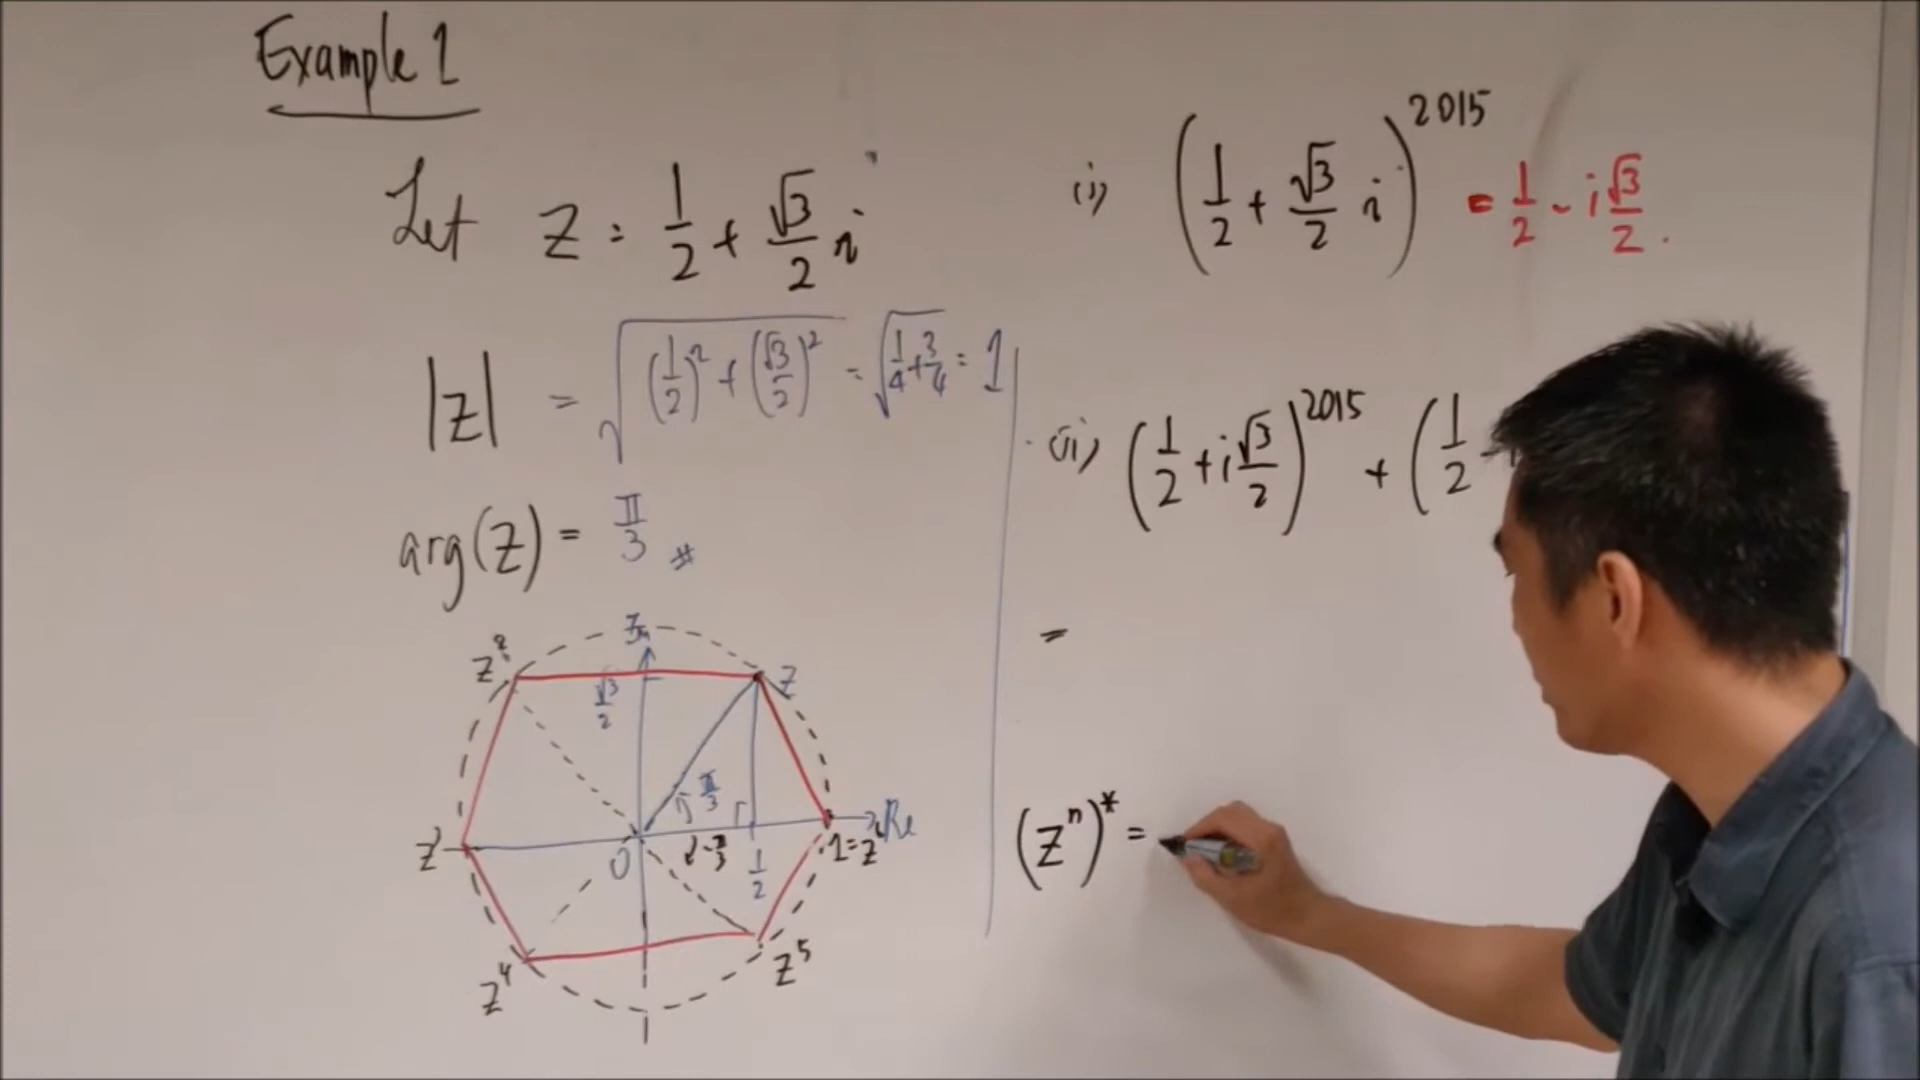 Example 1
Let z = 1/2 + √3/2 i
|z| = √((1/2)² + (√3/2)²) = √(1/4 + 3/4) = 1
arg(z) = π/3 #
z²
z
√3/2
π/3
Re
0
1/2
z⁴
z⁵
(i) (1/2 + √3/2 i)^2015 = 1/2 - i √3/2 .
(ii) (1/2 + i √3/2)^2015 + (1/2 -
=
(zⁿ)* =